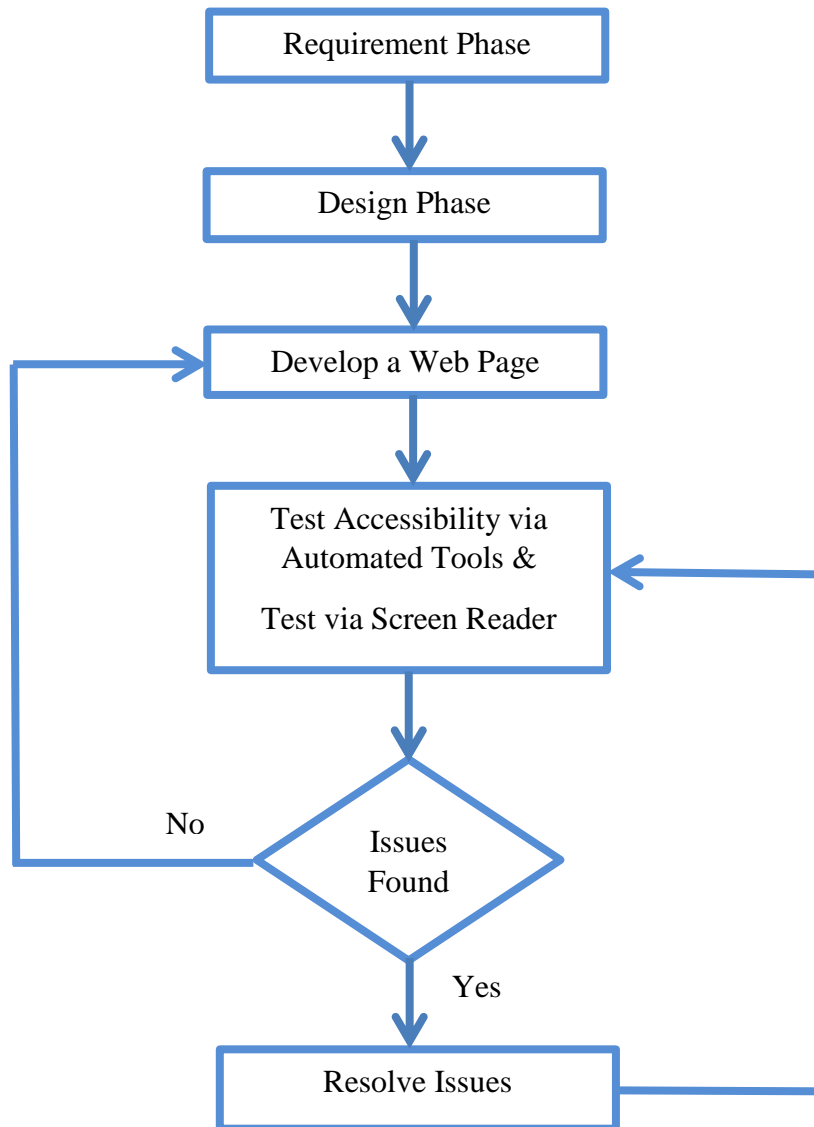 Requirement Phase
Design Phase
Develop a Web Page
Test Accessibility via
Automated Tools &
Test via Screen Reader
No
Issues
Found
Yes
Resolve Issues